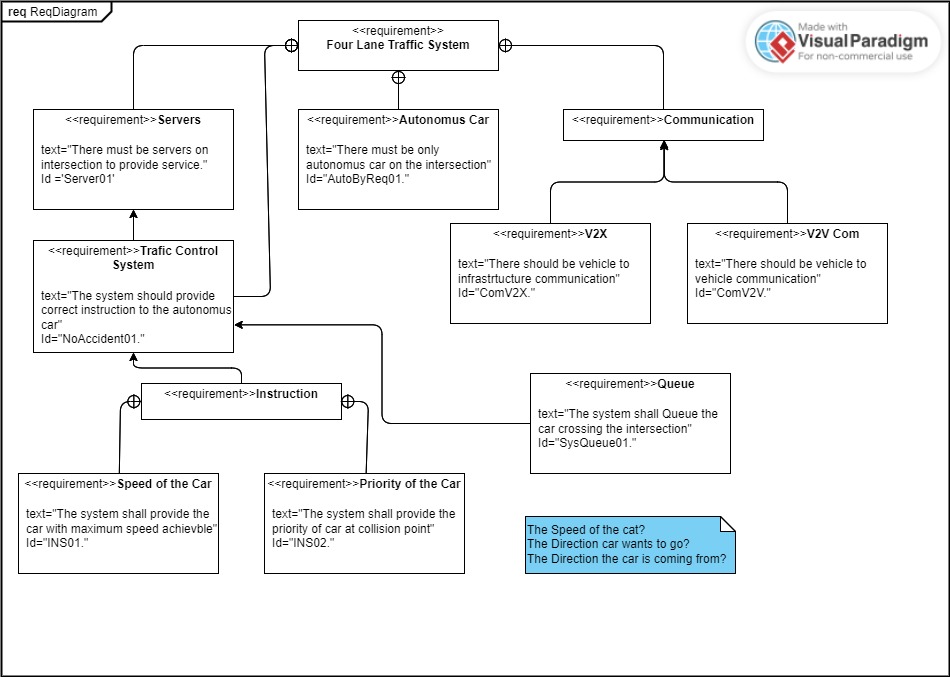 req ReqDiagram
Made with
VisualParadigm
For non-commercial use
<<requirement>>
Four Lane Traffic System
<<requirement>>Servers
text="There must be servers on
intersection to provide service."
Id ='Server01'
<<requirement>>Autonomus Car
text="There must be only
autonomus car on the intersection"
Id="AutoByReq01."
<<requirement>>Communication
<<requirement>>V2X
text="There should be vehicle to
infrastrtucture communication"
Id="ComV2X."
<<requirement>>V2V Com
text="There should be vehicle to
vehicle communication"
Id="ComV2V."
<<requirement>>Trafic Control
System
text="The system should provide
correct instruction to the autonomus
car"
Id="NoAccident01."
<<requirement>>Instruction
<<requirement>>Queue
text="The system shall Queue the
car crossing the intersection"
Id="SysQueue01."
<<requirement>>Speed of the Car
text="The system shall provide the
car with maximum speed achievble"
Id="INS01."
<<requirement>>Priority of the Car
text="The system shall provide the
priority of car at collision point"
Id="INS02."
The Speed of the cat?
The Direction car wants to go?
The Direction the car is coming from?